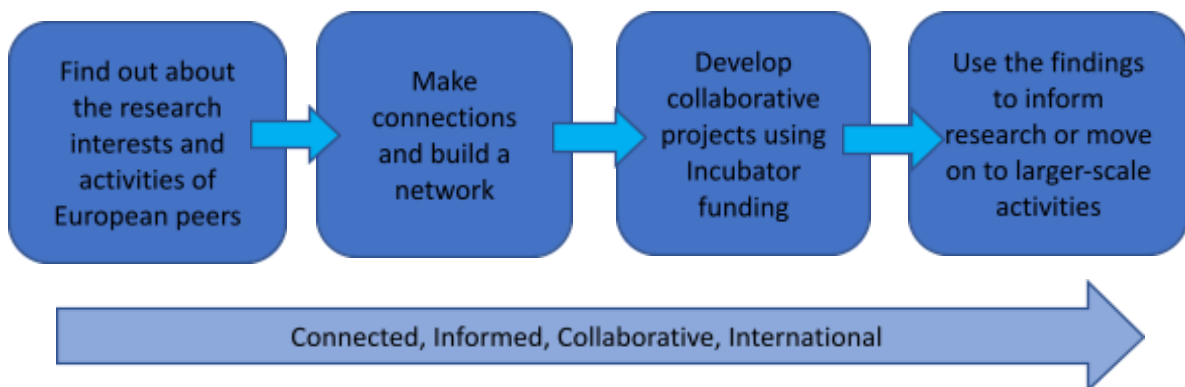 Find out about
the research
interests and
activities of
European peers
Make
connections
and build a
network
Develop
collaborative
projects using
Incubator
funding
Use the findings
to inform
research or move
on to larger-scale
activities
Connected, Informed, Collaborative, International